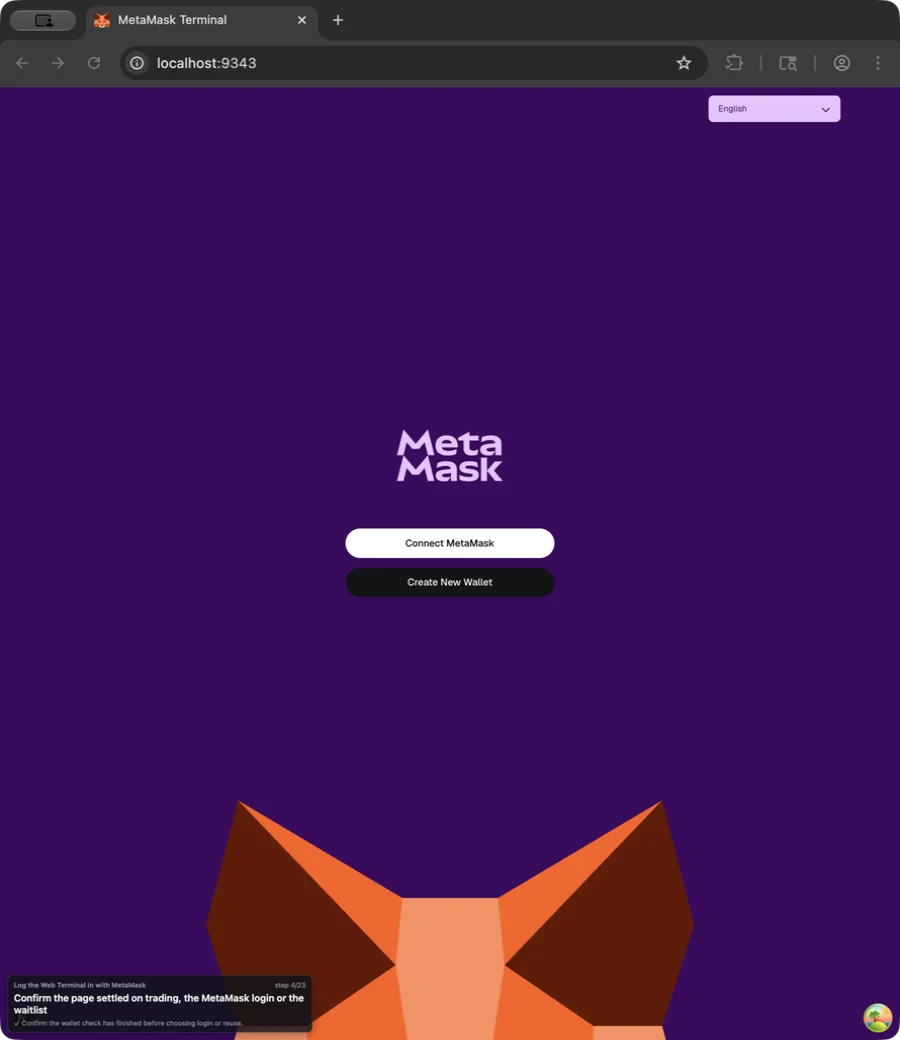 MetaMask Terminal
localhost:9343
English
Meta
Mask
Connect MetaMask
Create New Wallet
Log the Web Terminal in with MetaMask
step 4/23
Confirm the page settled on trading, the MetaMask login or the
waitlist
✓ Confirm the wallet check has finished before choosing login or reuse.